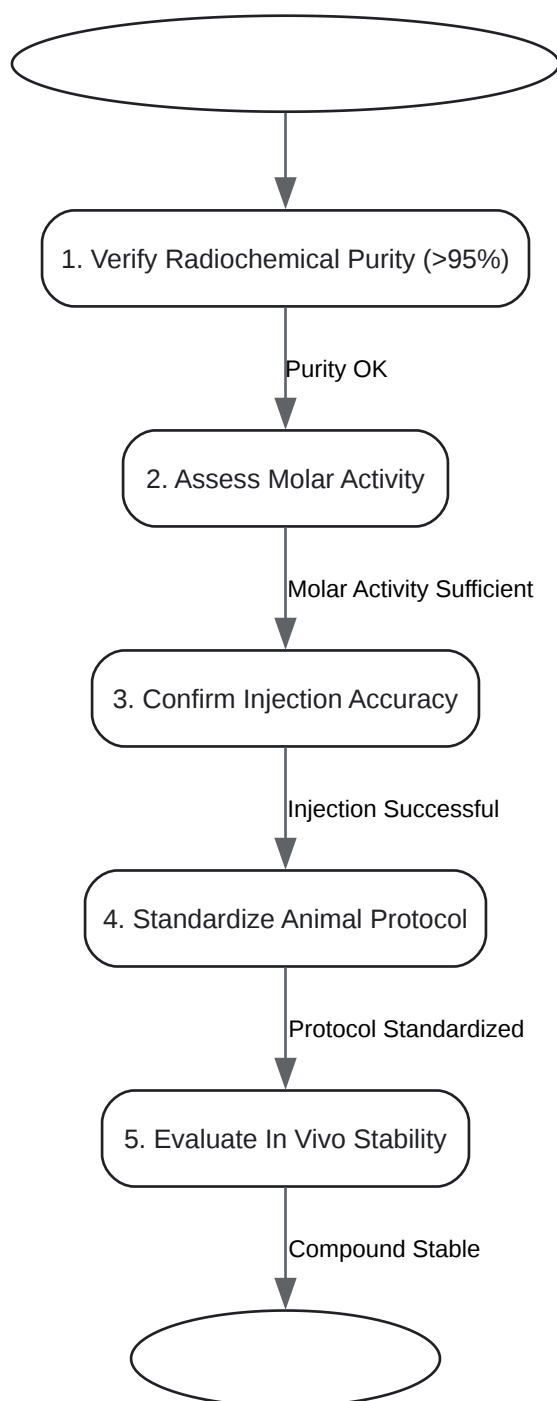 1. Verify Radiochemical Purity (>95%)
Purity OK
2. Assess Molar Activity
Molar Activity Sufficient
3. Confirm Injection Accuracy
Injection Successful
4. Standardize Animal Protocol
Protocol Standardized
5. Evaluate In Vivo Stability
Compound Stable